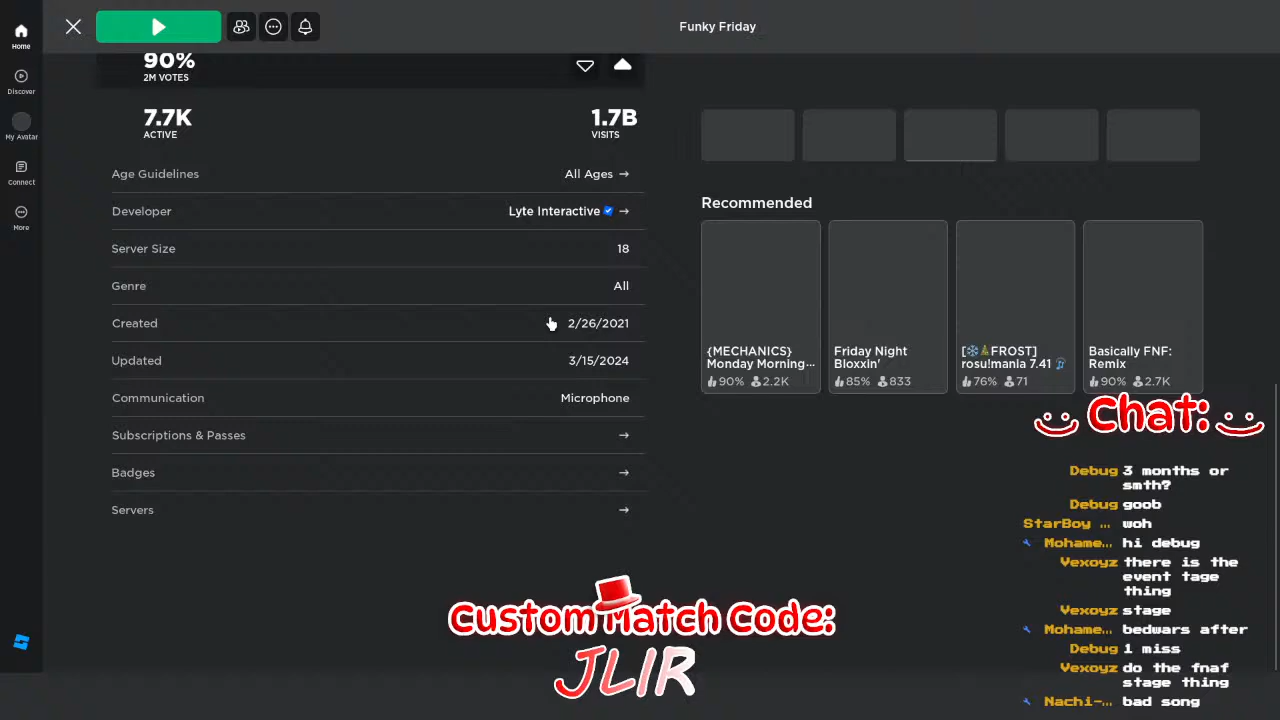 Funky Friday
Home
Discover
My Avatar
Connect
More
90%
2M VOTES
7.7K
ACTIVE
1.7B
VISITS
Age Guidelines
All Ages →
Developer
Lyte Interactive →
Server Size
18
Genre
All
Created
2/26/2021
Updated
3/15/2024
Communication
Microphone
Subscriptions & Passes →
Badges →
Servers →
Recommended
{MECHANICS}
Monday Morning...
90% 2.2K
Friday Night
Bloxxin'
85% 833
[❄️🎄FROST]
rosu!mania 7.41 🎵
76% 71
Basically FNF:
Remix
90% 2.7K
Chat:
Debug 3 months or
smth?
Debug goob
StarBoy ... woh
Mohame... hi debug
Vexoyz there is the
event tage
thing
Vexoyz stage
Mohame... bedwars after
Debug 1 miss
Vexoyz do the fnaf
stage thing
Nachi-... bad song
Custom Match Code:
JLIR